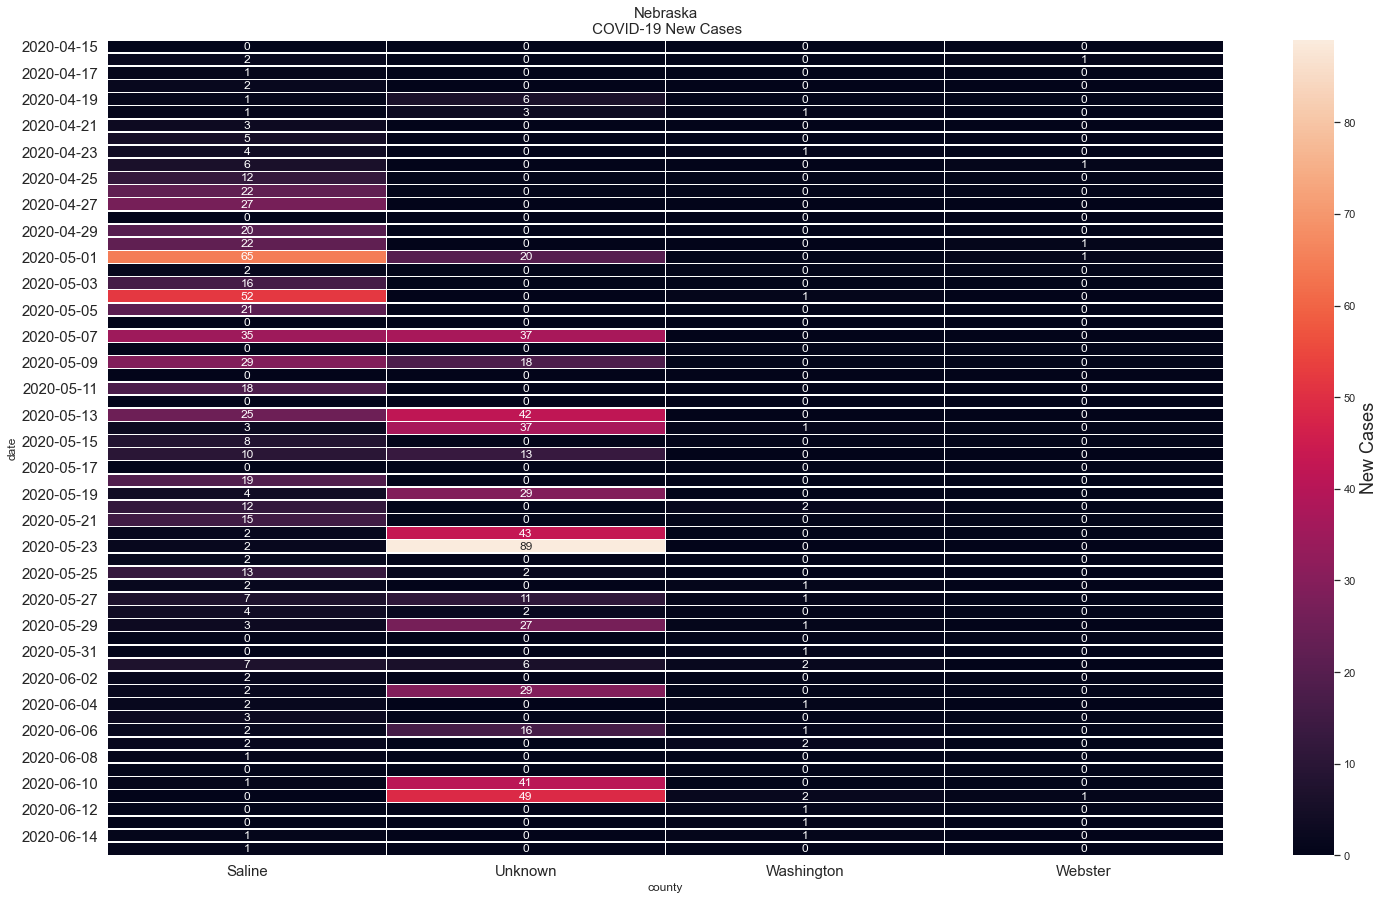 Nebraska
COVID-19 New Cases
2020-04-15 0 0 0 0
2 0 0 1
2020-04-17 1 0 0 0
2 0 0 0
2020-04-19 1 6 0 0
1 3 1 0
2020-04-21 3 0 0 0
5 0 0 0
2020-04-23 4 0 1 0
6 0 0 1
2020-04-25 12 0 0 0
22 0 0 0
2020-04-27 27 0 0 0
0 0 0 0
2020-04-29 20 0 0 0
22 0 0 1
2020-05-01 65 20 0 1
2 0 0 0
2020-05-03 16 0 0 0
52 0 1 0
2020-05-05 21 0 0 0
0 0 0 0
2020-05-07 35 37 0 0
0 0 0 0
2020-05-09 29 18 0 0
0 0 0 0
2020-05-11 18 0 0 0
0 0 0 0
2020-05-13 25 42 0 0
3 37 1 0
2020-05-15 8 0 0 0
10 13 0 0
2020-05-17 0 0 0 0
19 0 0 0
2020-05-19 4 29 0 0
12 0 2 0
2020-05-21 15 0 0 0
2 43 0 0
2020-05-23 2 89 0 0
2 0 0 0
2020-05-25 13 2 0 0
2 0 1 0
2020-05-27 7 11 1 0
4 2 0 0
2020-05-29 3 27 1 0
0 0 0 0
2020-05-31 0 0 1 0
7 6 2 0
2020-06-02 2 0 0 0
2 29 0 0
2020-06-04 2 0 1 0
3 0 0 0
2020-06-06 2 16 1 0
2 0 2 0
2020-06-08 1 0 0 0
0 0 0 0
2020-06-10 1 41 0 0
0 49 2 1
2020-06-12 0 0 1 0
0 0 1 0
2020-06-14 1 0 1 0
1 0 0 0
Saline Unknown Washington Webster
county
date
80
70
60
50
40
30
20
10
0
New Cases